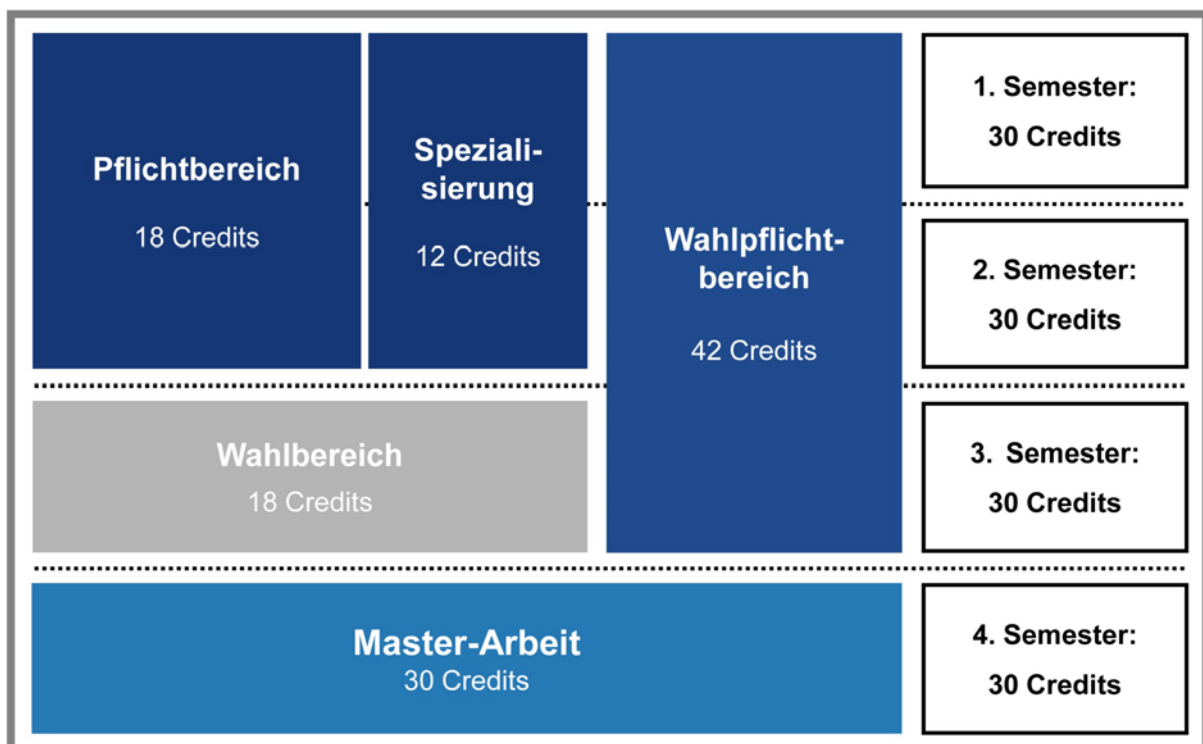 Pflichtbereich
18 Credits
Speziali-
sierung
12 Credits
Wahlpflicht-
bereich
42 Credits
1. Semester:
30 Credits
2. Semester:
30 Credits
Wahlbereich
18 Credits
3. Semester:
30 Credits
Master-Arbeit
30 Credits
4. Semester:
30 Credits